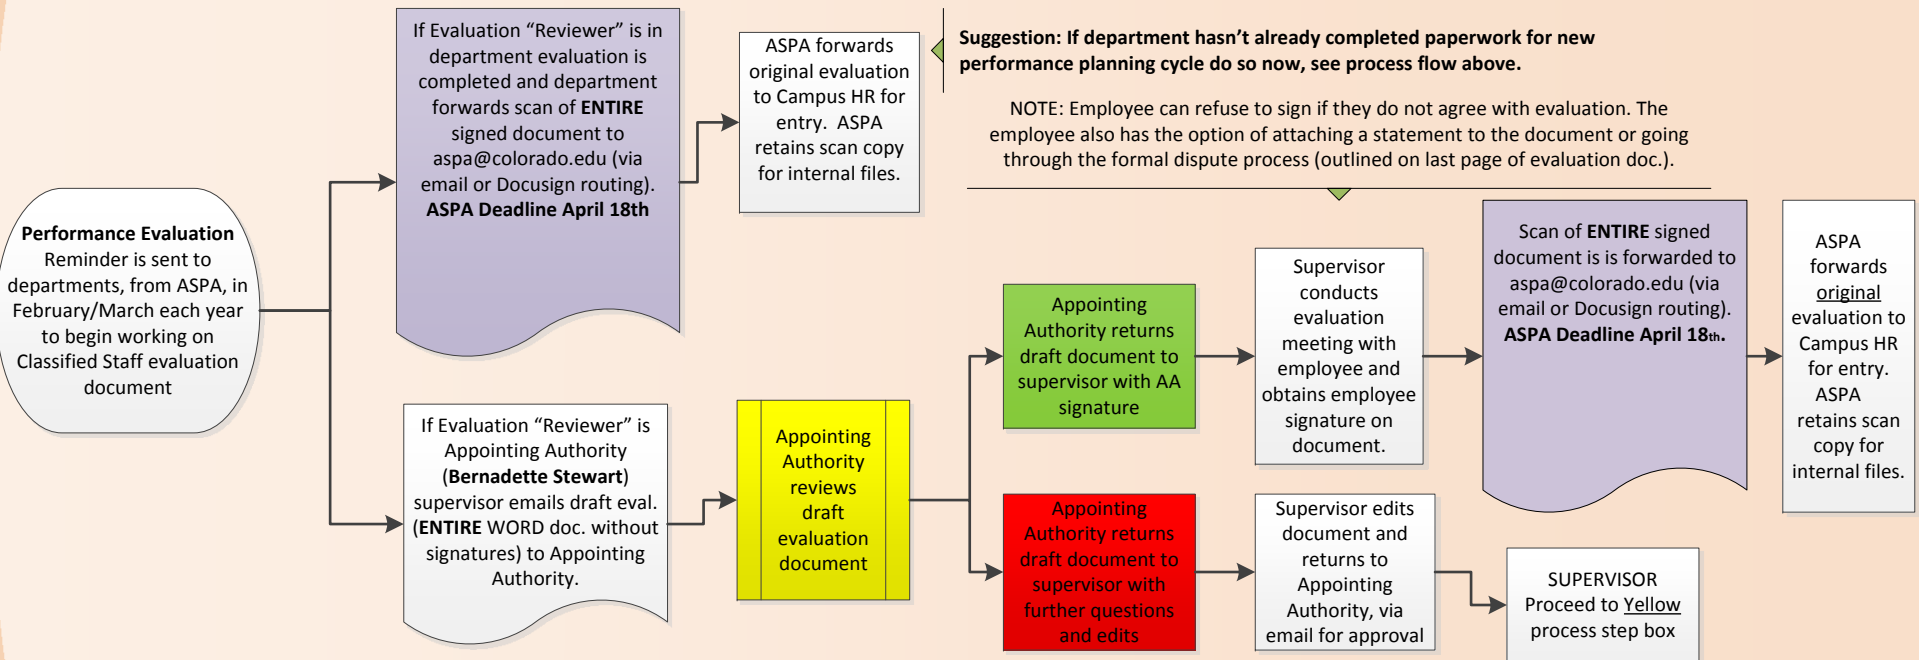 Performance Evaluation
Reminder is sent to
departments, from ASPA, in
February/March each year
to begin working on
Classified Staff evaluation
document
If Evaluation “Reviewer” is in
department evaluation is
completed and department
forwards scan of ENTIRE
signed document to
aspa@colorado.edu (via
email or Docusign routing).
ASPA Deadline April 18th
ASPA forwards
original evaluation
to Campus HR for
entry. ASPA
retains scan copy
for internal files.
Suggestion: If department hasn’t already completed paperwork for new
performance planning cycle do so now, see process flow above.
NOTE: Employee can refuse to sign if they do not agree with evaluation. The
employee also has the option of attaching a statement to the document or going
through the formal dispute process (outlined on last page of evaluation doc.).
If Evaluation “Reviewer” is
Appointing Authority
(Bernadette Stewart)
supervisor emails draft eval.
(ENTIRE WORD doc. without
signatures) to Appointing
Authority.
Appointing
Authority
reviews
draft
evaluation
document
Appointing
Authority returns
draft document to
supervisor with AA
signature
Supervisor
conducts
evaluation
meeting with
employee and
obtains employee
signature on
document.
Scan of ENTIRE signed
document is is forwarded to
aspa@colorado.edu (via
email or Docusign routing).
ASPA Deadline April 18th.
ASPA
forwards
original
evaluation to
Campus HR
for entry.
ASPA
retains scan
copy for
internal files.
Appointing
Authority returns
draft document to
supervisor with
further questions
and edits
Supervisor edits
document and
returns to
Appointing
Authority, via
email for approval
SUPERVISOR
Proceed to Yellow
process step box